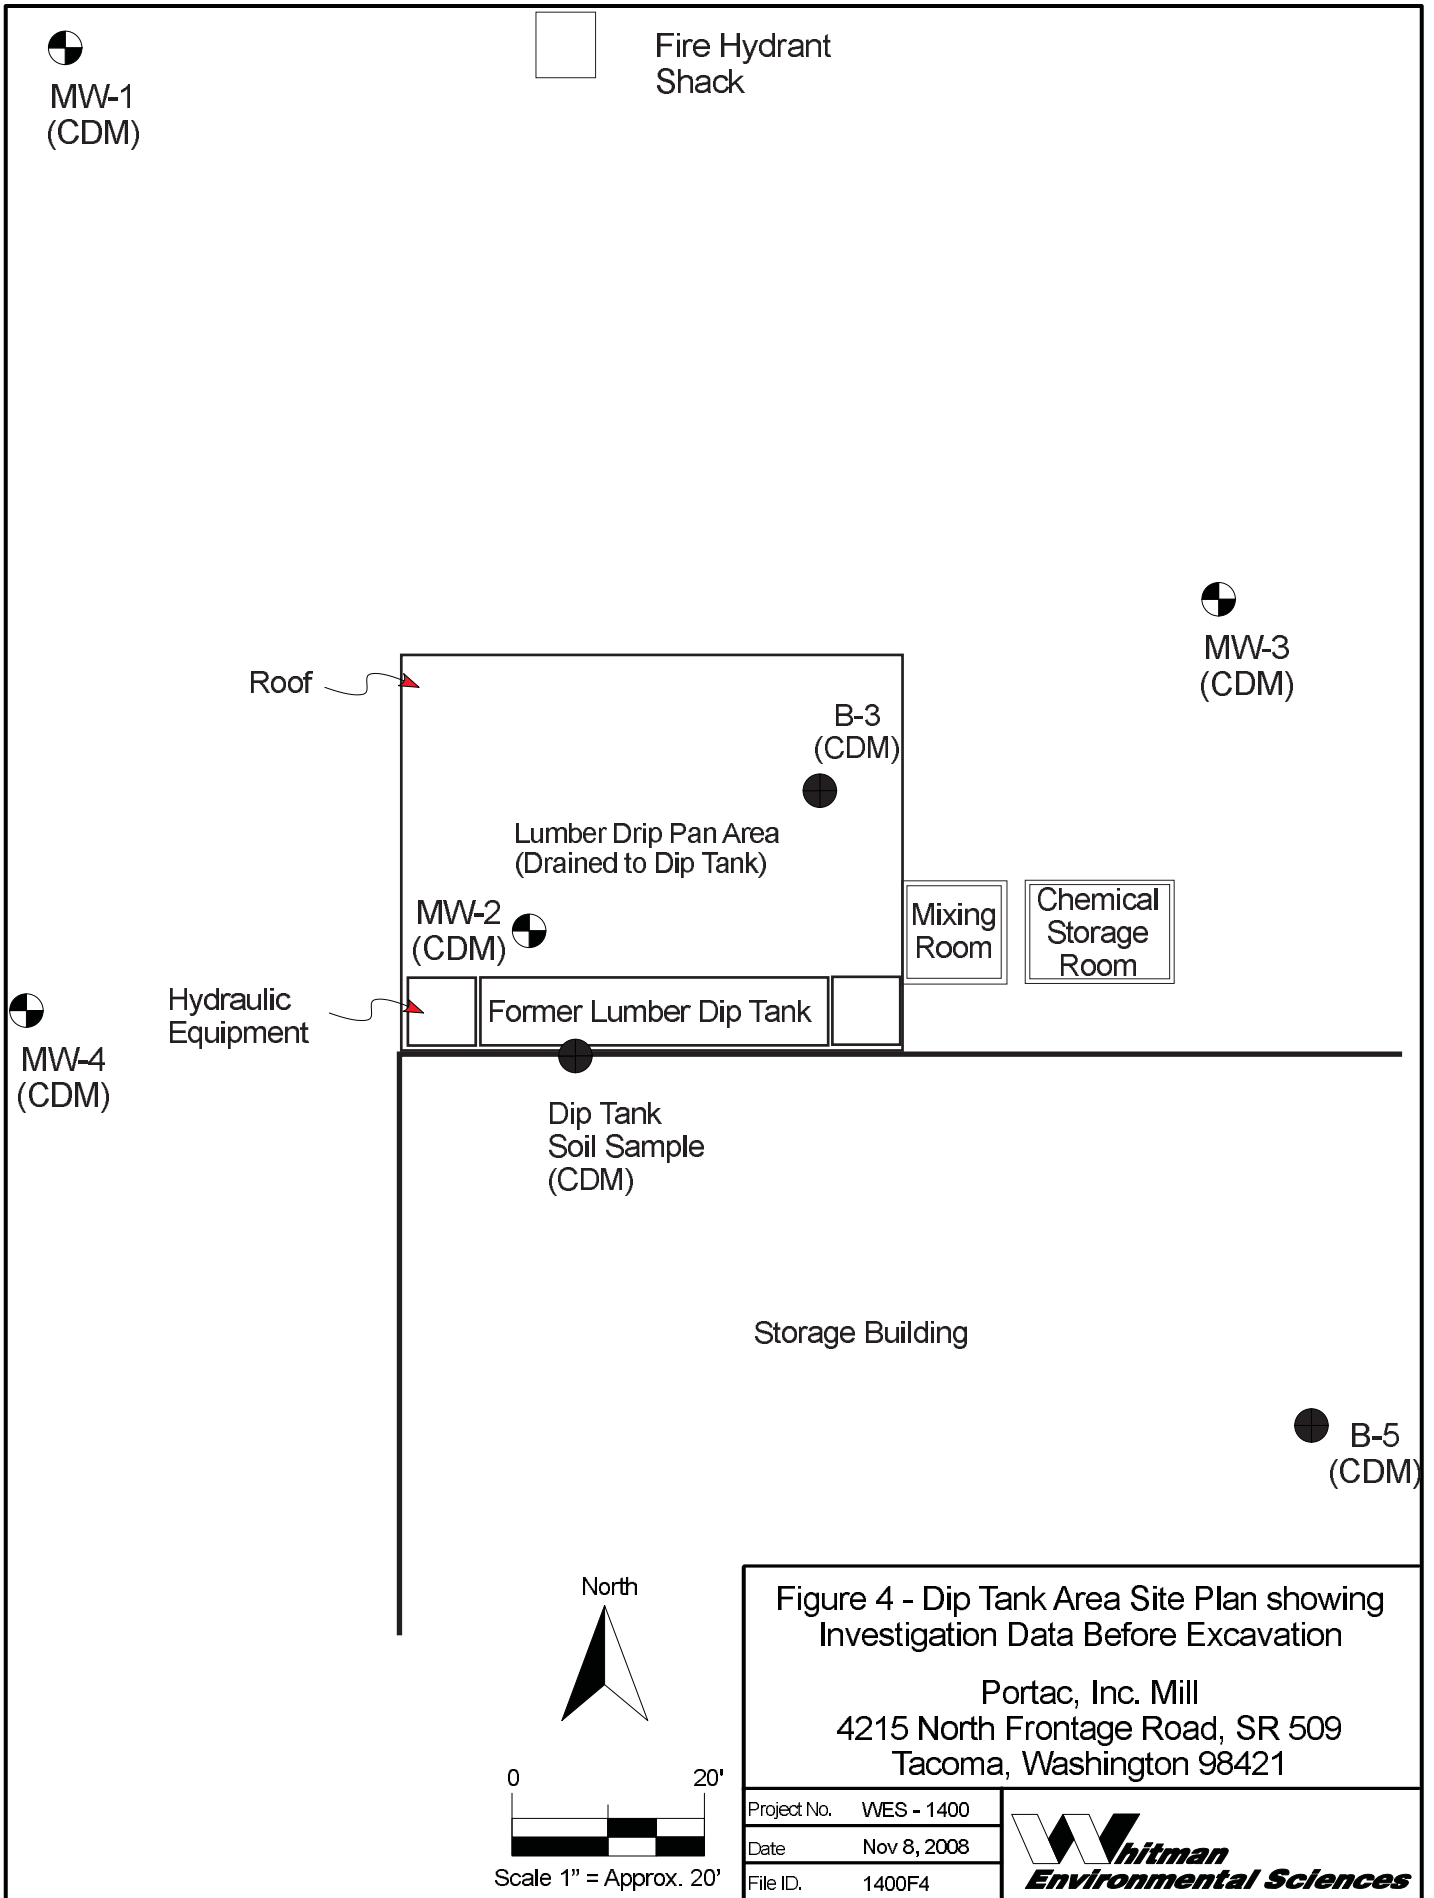 MW-1
(CDM)
Fire Hydrant
Shack
MW-3
(CDM)
Roof
B-3
(CDM)
Lumber Drip Pan Area
(Drained to Dip Tank)
MW-2
(CDM)
Mixing
Room
Chemical
Storage
Room
Hydraulic
Equipment
Former Lumber Dip Tank
MW-4
(CDM)
Dip Tank
Soil Sample
(CDM)
Storage Building
B-5
(CDM)
North
0 20'
Scale 1” = Approx. 20'
Figure 4 - Dip Tank Area Site Plan showing
Investigation Data Before Excavation
Portac, Inc. Mill
4215 North Frontage Road, SR 509
Tacoma, Washington 98421
Project No. WES - 1400
Date Nov 8, 2008
File ID. 1400F4
Whitman
Environmental Sciences